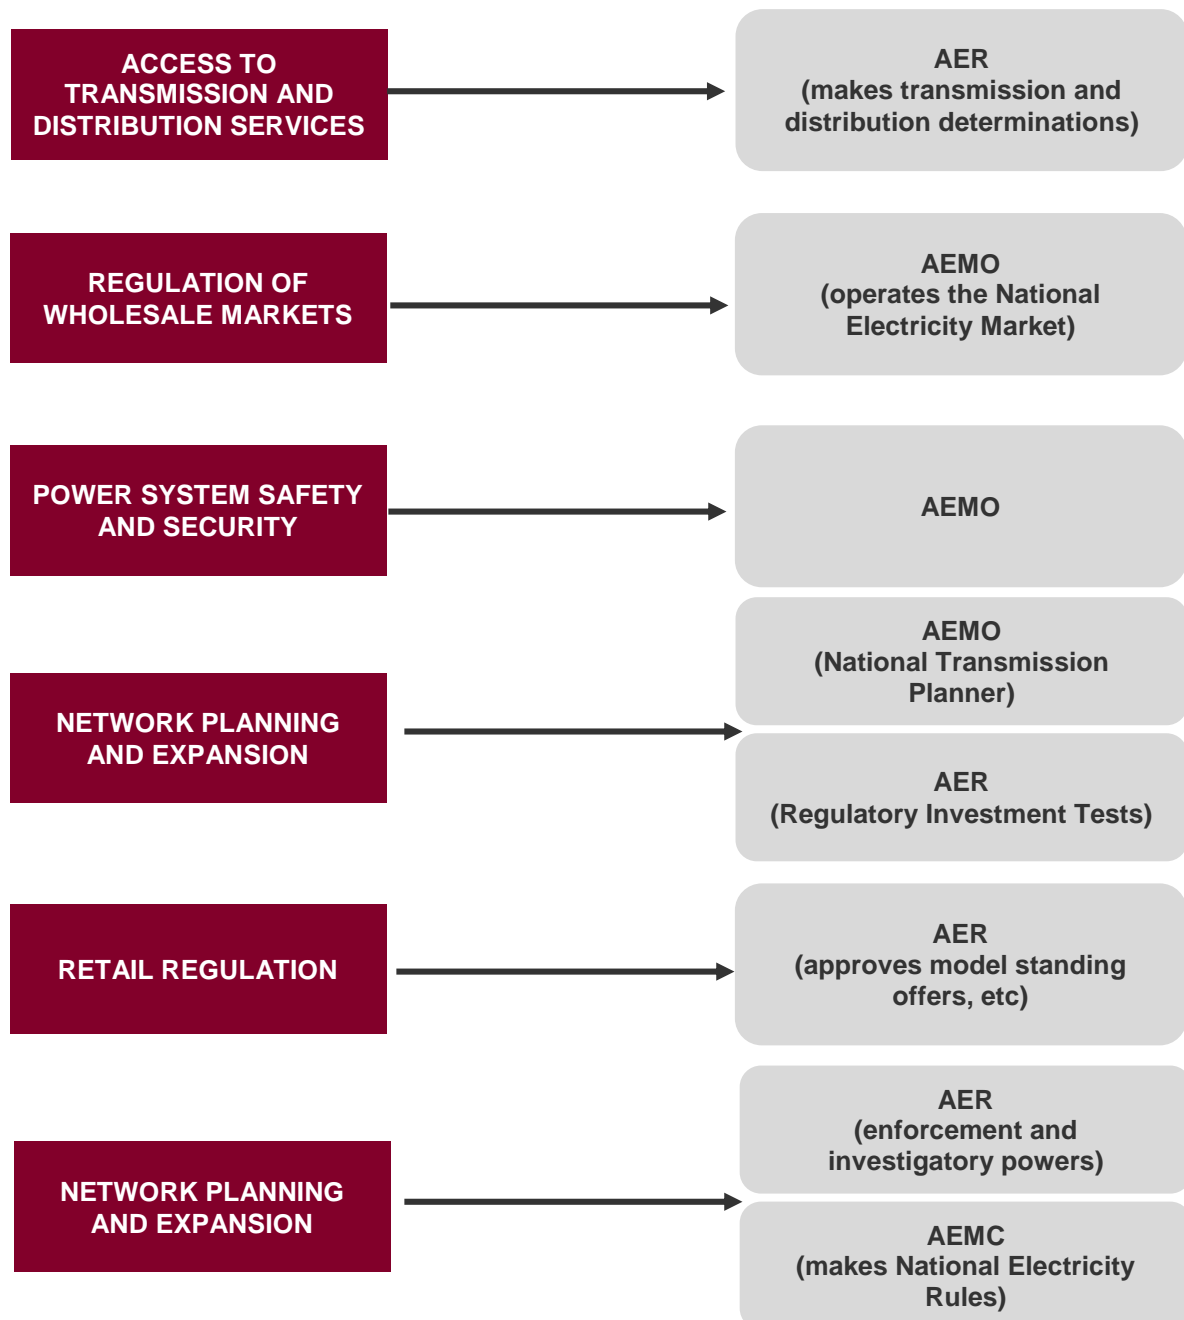 ACCESS TO
TRANSMISSION AND
DISTRIBUTION SERVICES
AER
(makes transmission and
distribution determinations)
REGULATION OF
WHOLESALE MARKETS
AEMO
(operates the National
Electricity Market)
POWER SYSTEM SAFETY
AND SECURITY
AEMO
NETWORK PLANNING
AND EXPANSION
AEMO
(National Transmission
Planner)
AER
(Regulatory Investment Tests)
RETAIL REGULATION
AER
(approves model standing
offers, etc)
NETWORK PLANNING
AND EXPANSION
AER
(enforcement and
investigatory powers)
AEMC
(makes National Electricity
Rules)